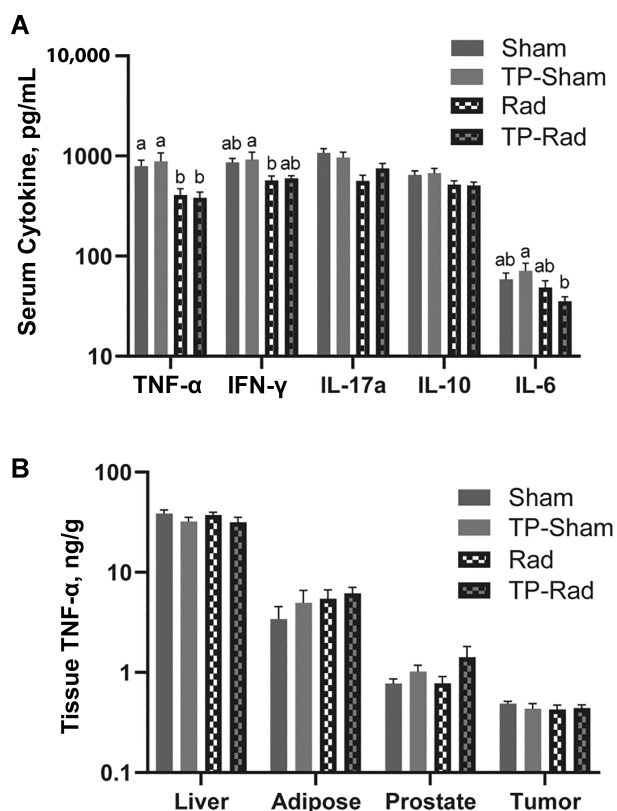 A
10,000
1000
100
10
Serum Cytokine, pg/mL
Sham
TP-Sham
Rad
TP-Rad
a a b b
ab a b ab
ab a ab b
TNF-α IFN-γ IL-17a IL-10 IL-6
B
100
10
1
0.1
Tissue TNF-α, ng/g
Sham
TP-Sham
Rad
TP-Rad
Liver Adipose Prostate Tumor